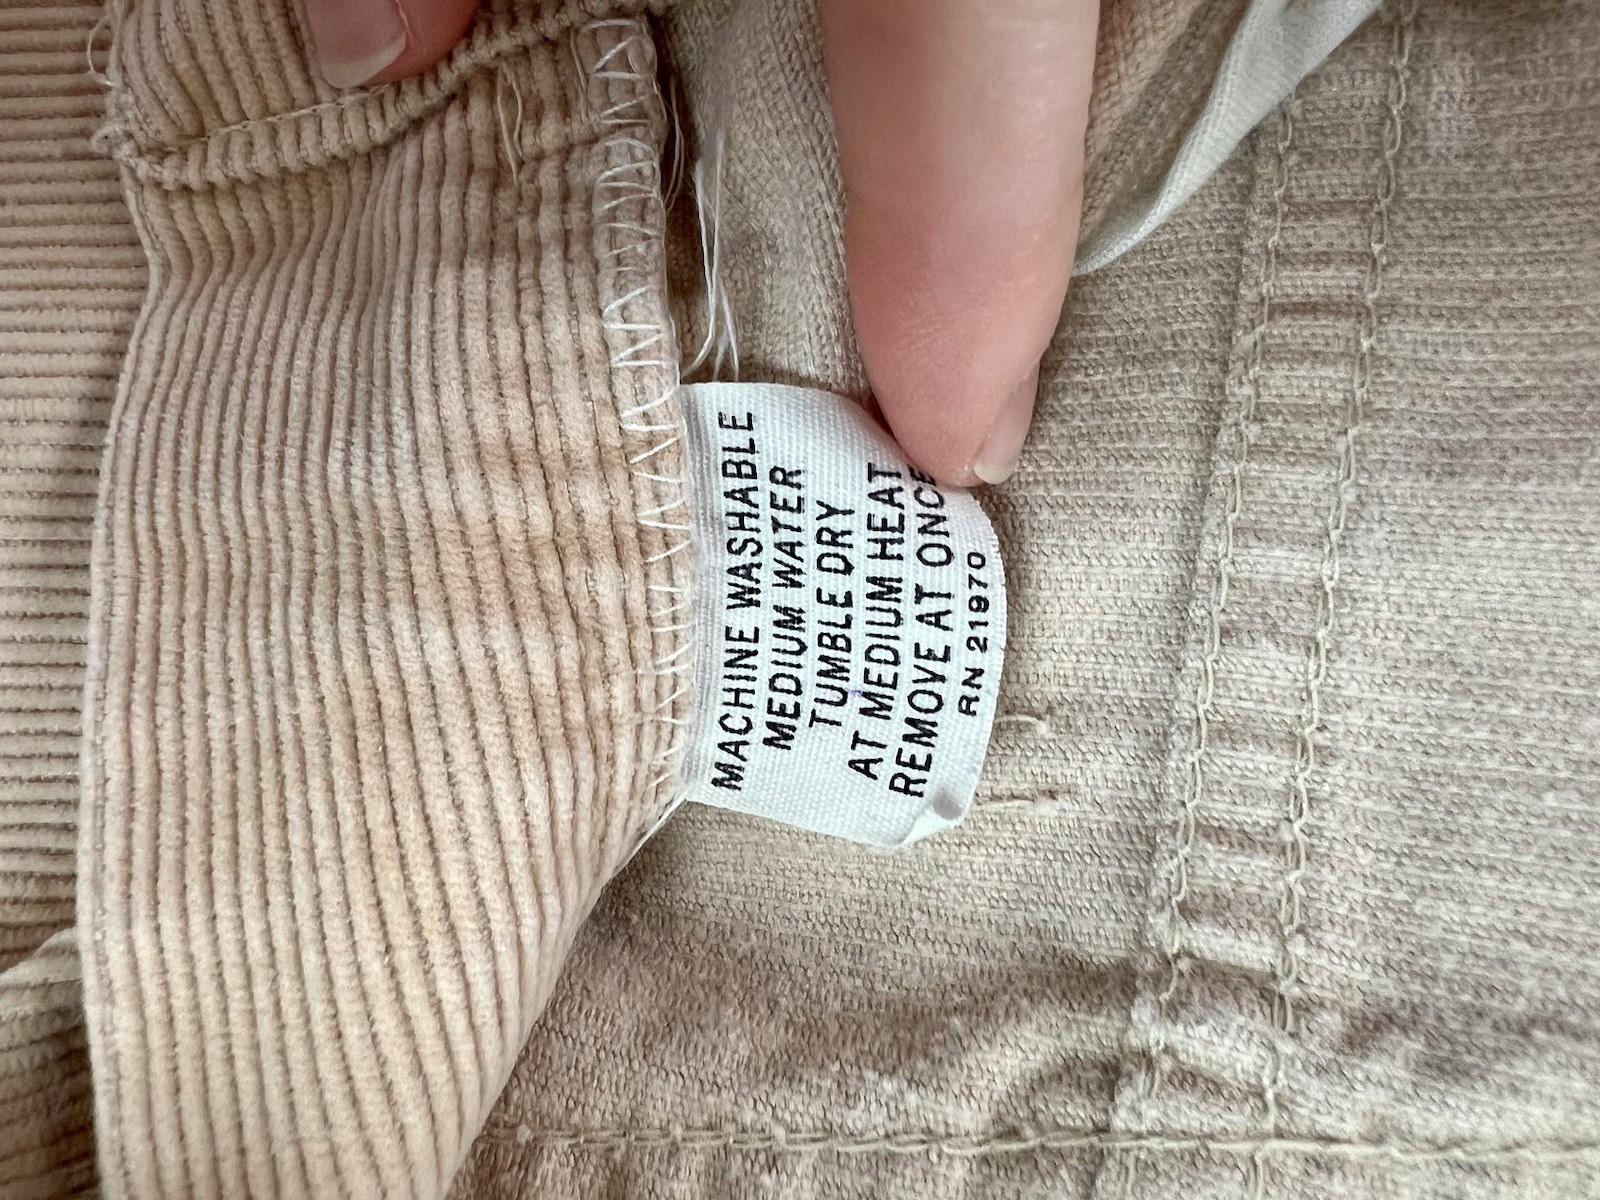 MACHINE WASHABLE
MEDIUM WATER
TUMBLE DRY
AT MEDIUM HEAT
REMOVE AT ONCE
RN 21970